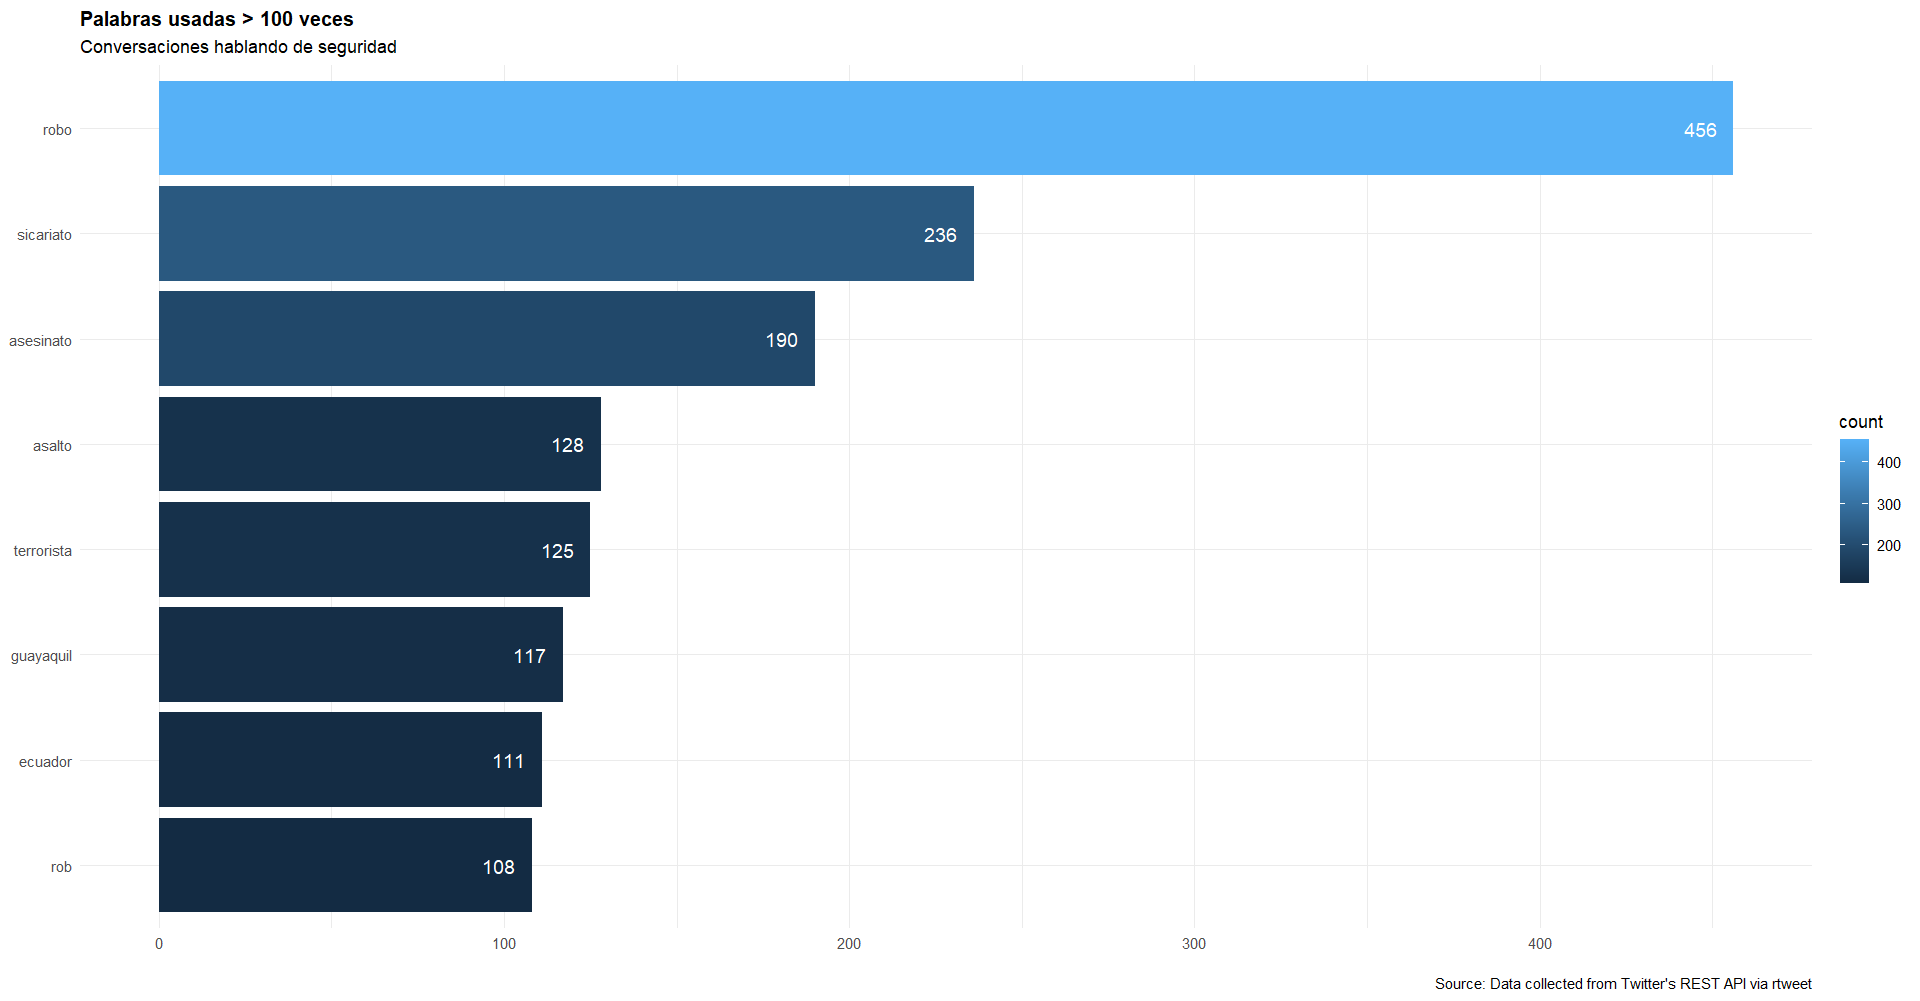 Palabras usadas > 100 veces
Conversaciones hablando de seguridad
robo
456
sicariato
236
asesinato
190
asalto
128
terrorista
125
guayaquil
117
ecuador
111
rob
108
0
100
200
300
400
count
400
300
200
Source: Data collected from Twitter's REST API via rtweet